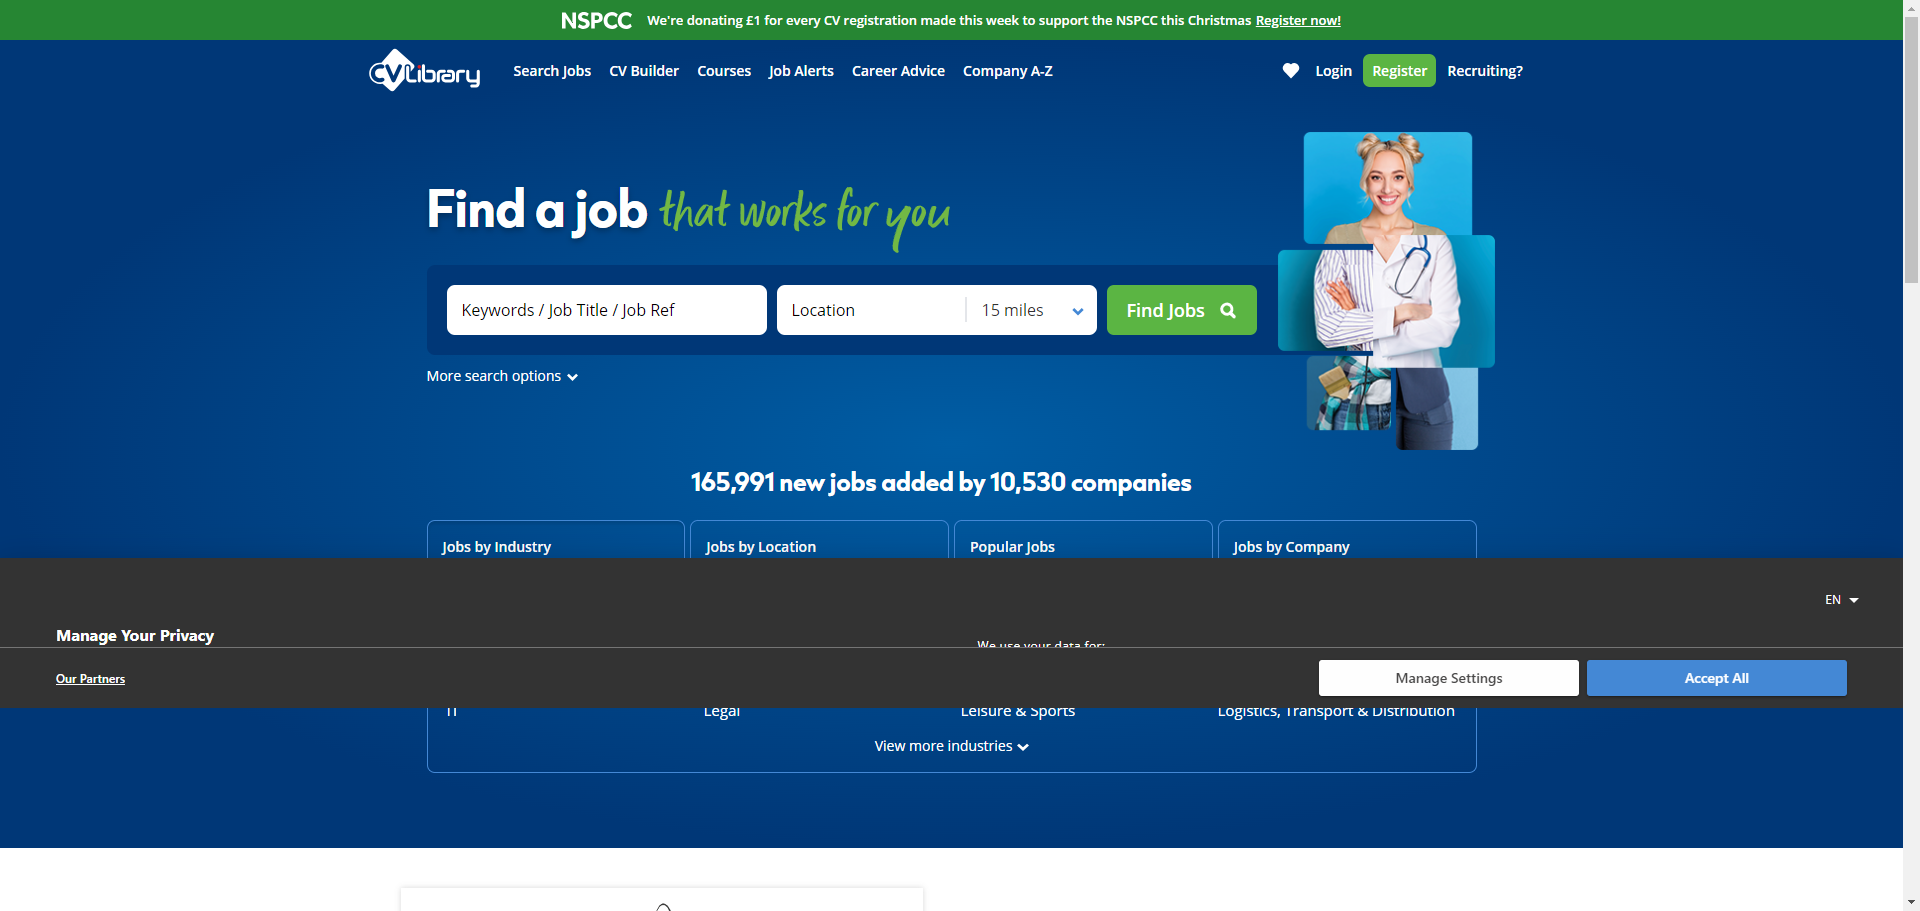 NSPCC We're donating £1 for every CV registration made this week to support the NSPCC this Christmas Register now!
CVLibrary Search Jobs CV Builder Courses Job Alerts Career Advice Company A-Z Login Register Recruiting?
Find a job that works for you
Keywords / Job Title / Job Ref Location 15 miles Find Jobs
More search options
165,991 new jobs added by 10,530 companies
Jobs by Industry Jobs by Location Popular Jobs Jobs by Company
EN
Manage Your Privacy
We use your data for:
Our Partners Manage Settings Accept All
IT Legal Leisure & Sports Logistics, Transport & Distribution
View more industries